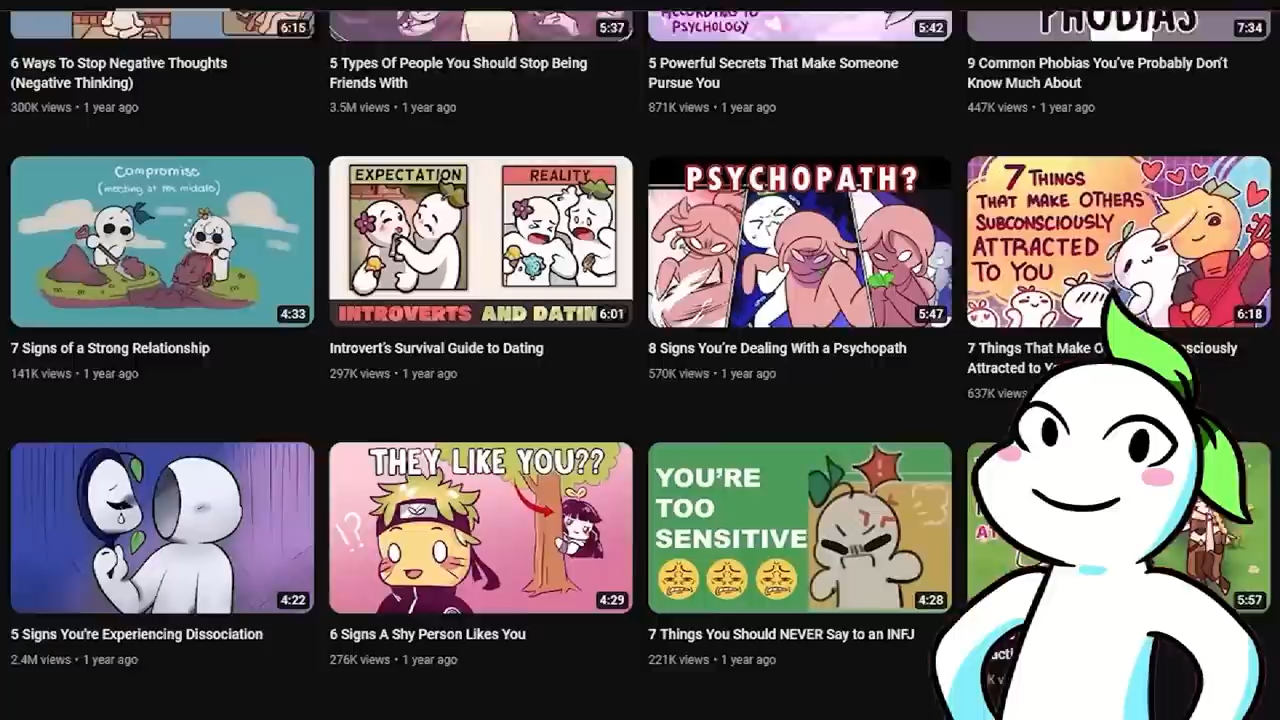 6:15
5:37
ACCORDING TO
PSYCHOLOGY
5:42
PHOBIAS
7:34
6 Ways To Stop Negative Thoughts
(Negative Thinking)
300K views • 1 year ago
5 Types Of People You Should Stop Being
Friends With
3.5M views • 1 year ago
5 Powerful Secrets That Make Someone
Pursue You
871K views • 1 year ago
9 Common Phobias You've Probably Don't
Know Much About
447K views • 1 year ago
Compromise
(meeting at the middle)
4:33
EXPECTATION
REALITY
INTROVERTS AND DATIN
6:01
PSYCHOPATH?
5:47
7 THINGS
THAT MAKE OTHERS
SUBCONSCIOUSLY
ATTRACTED
TO YOU
6:18
7 Signs of a Strong Relationship
141K views • 1 year ago
Introvert's Survival Guide to Dating
297K views • 1 year ago
8 Signs You're Dealing With a Psychopath
570K views • 1 year ago
7 Things That Make O sciously
Attracted to Y
637K views
4:22
THEY LIKE YOU??
!?
4:29
YOU'RE
TOO
SENSITIVE
!
4:28
5:57
5 Signs You're Experiencing Dissociation
2.4M views • 1 year ago
6 Signs A Shy Person Likes You
276K views • 1 year ago
7 Things You Should NEVER Say to an INFJ
221K views • 1 year ago